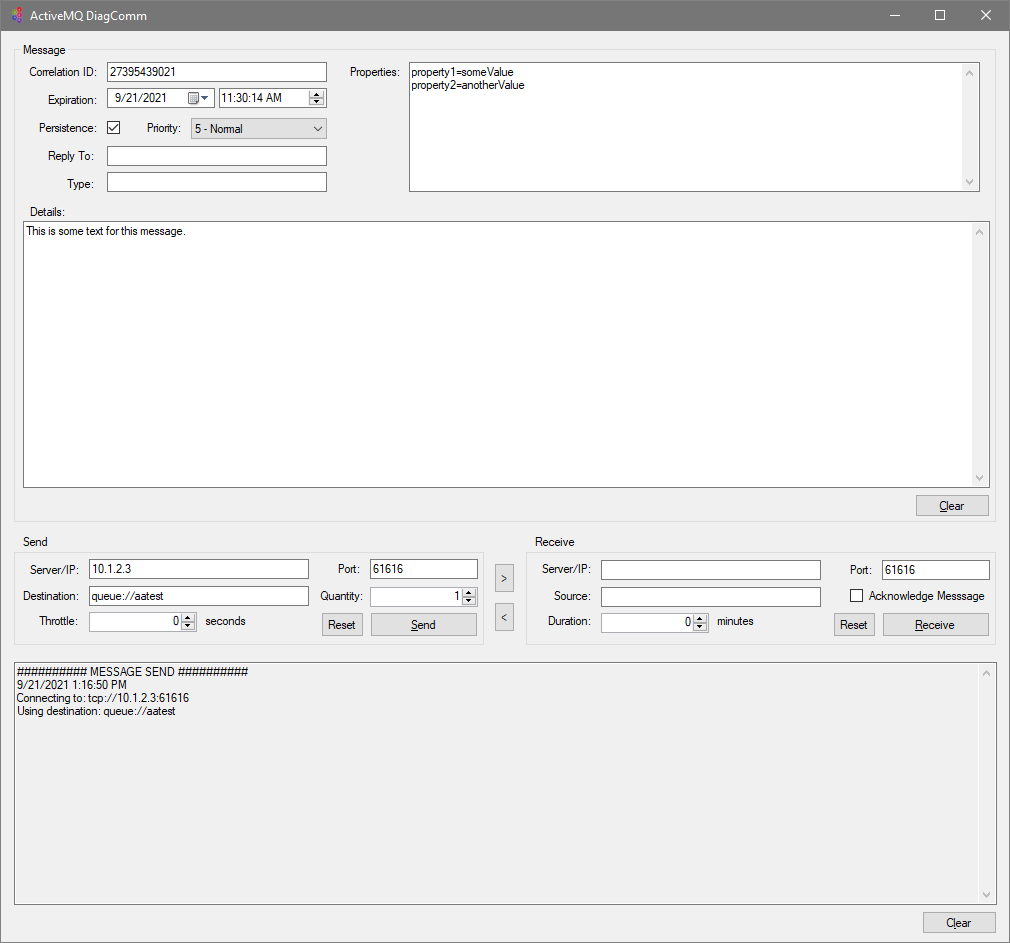 ActiveMQ DiagComm
Message
Correlation ID: 27395439021
Properties: property1=someValue
property2=anotherValue
Expiration: 9/21/2021 11:30:14 AM
Persistence: Priority: 5 - Normal
Reply To:
Type:
Details:
This is some text for this message.
Clear
Send
Server/IP: 10.1.2.3 Port: 61616
Destination: queue://aatest Quantity: 1
Throttle: 0 seconds Reset Send
>
<
Receive
Server/IP: Port: 61616
Source: Acknowledge Messsage
Duration: 0 minutes Reset Receive
########## MESSAGE SEND ##########
9/21/2021 1:16:50 PM
Connecting to: tcp://10.1.2.3:61616
Using destination: queue://aatest
Clear